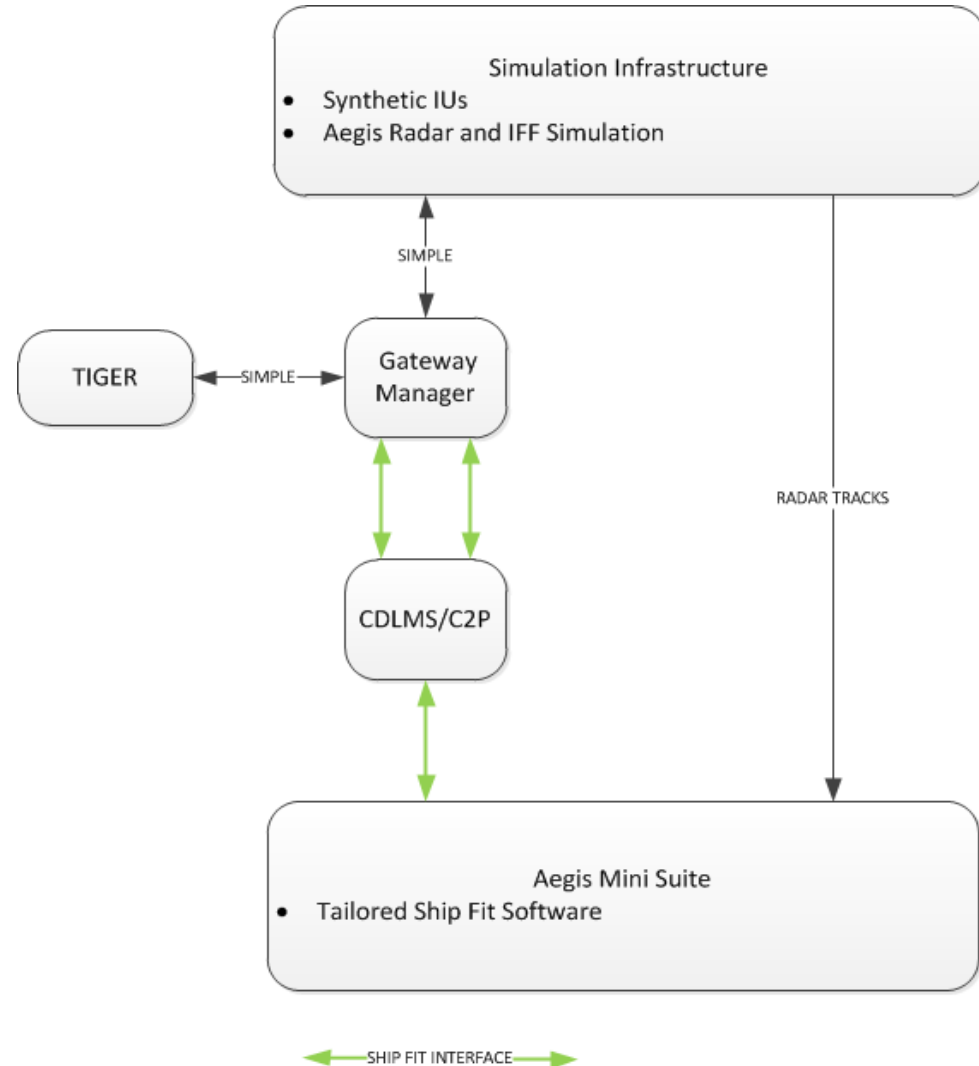 Simulation Infrastructure
• Synthetic IUs
• Aegis Radar and IFF Simulation
SIMPLE
TIGER
SIMPLE
Gateway
Manager
RADAR TRACKS
CDLMS/C2P
Aegis Mini Suite
• Tailored Ship Fit Software
SHIP FIT INTERFACE